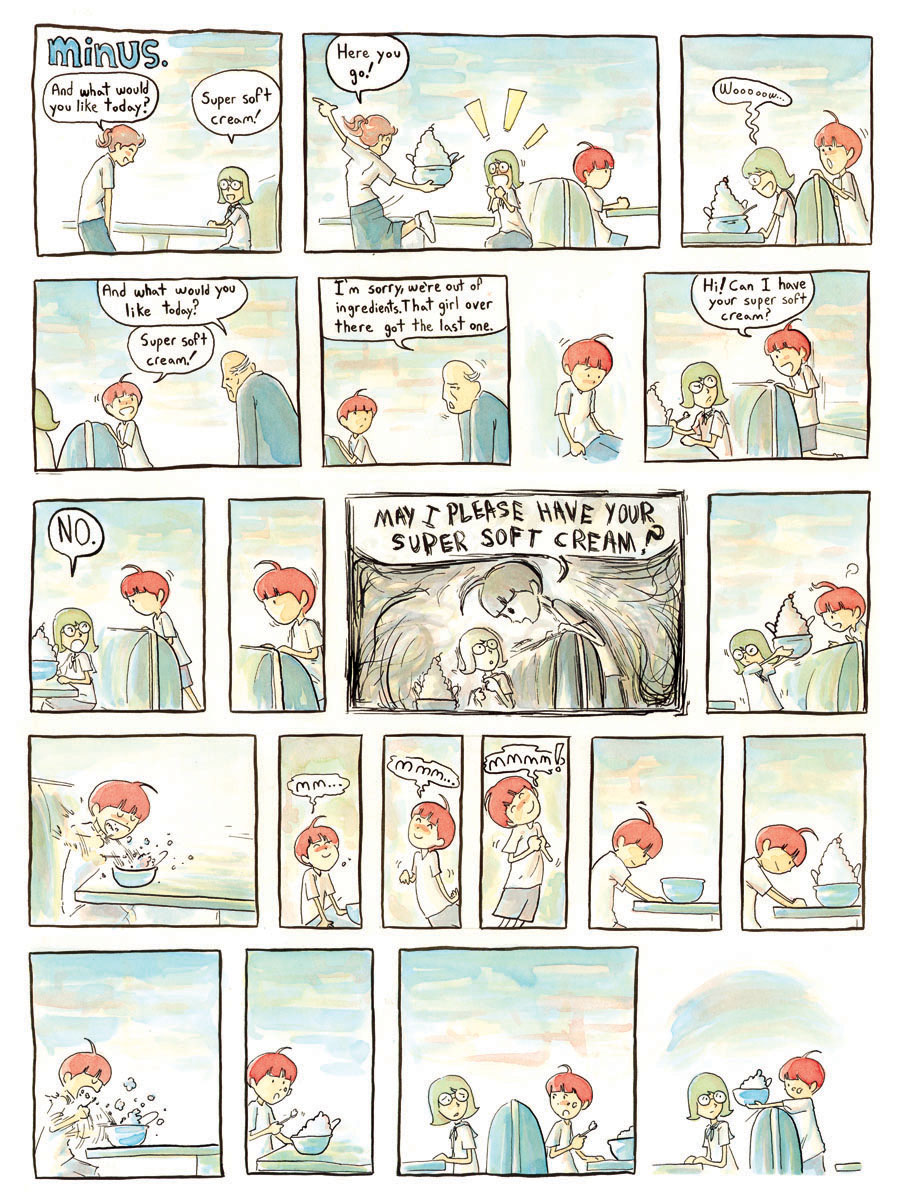 minus.
And what would
you like today?
Super soft
cream!
Here you
go!
Wooooow...
And what would you
like today?
Super soft
cream!
I'm sorry, we're out of
ingredients. That girl over
there got the last one.
Hi! Can I have
your super soft
cream?
NO.
MAY I PLEASE HAVE YOUR
SUPER SOFT CREAM?
mm...
mmm...
mmmm!